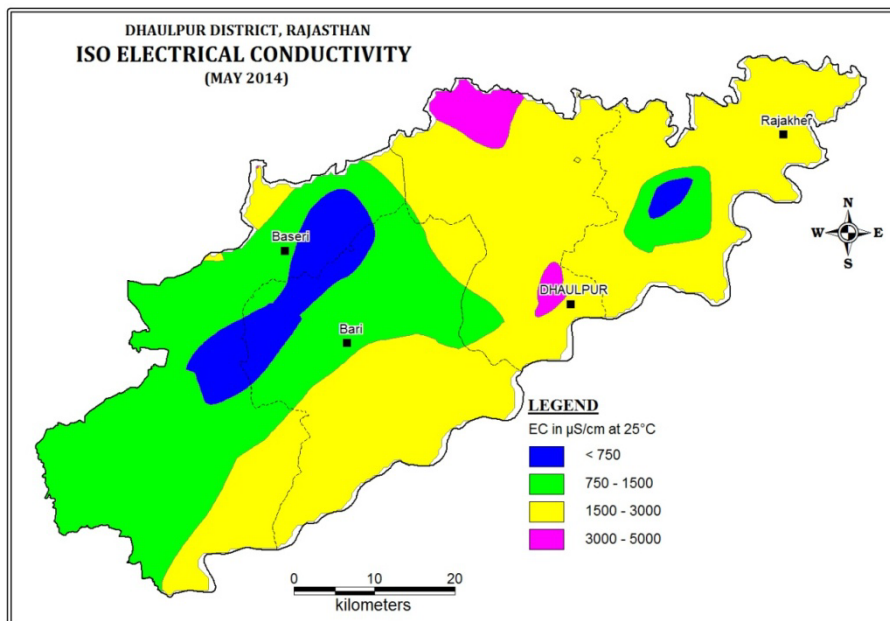 DHAULPUR DISTRICT, RAJASTHAN
ISO ELECTRICAL CONDUCTIVITY
(MAY 2014)
Rajakher
N
W E
S
Baseri
DHAULPUR
Bari
LEGEND
EC in µS/cm at 25°C
< 750
750 - 1500
1500 - 3000
3000 - 5000
0 10 20
kilometers